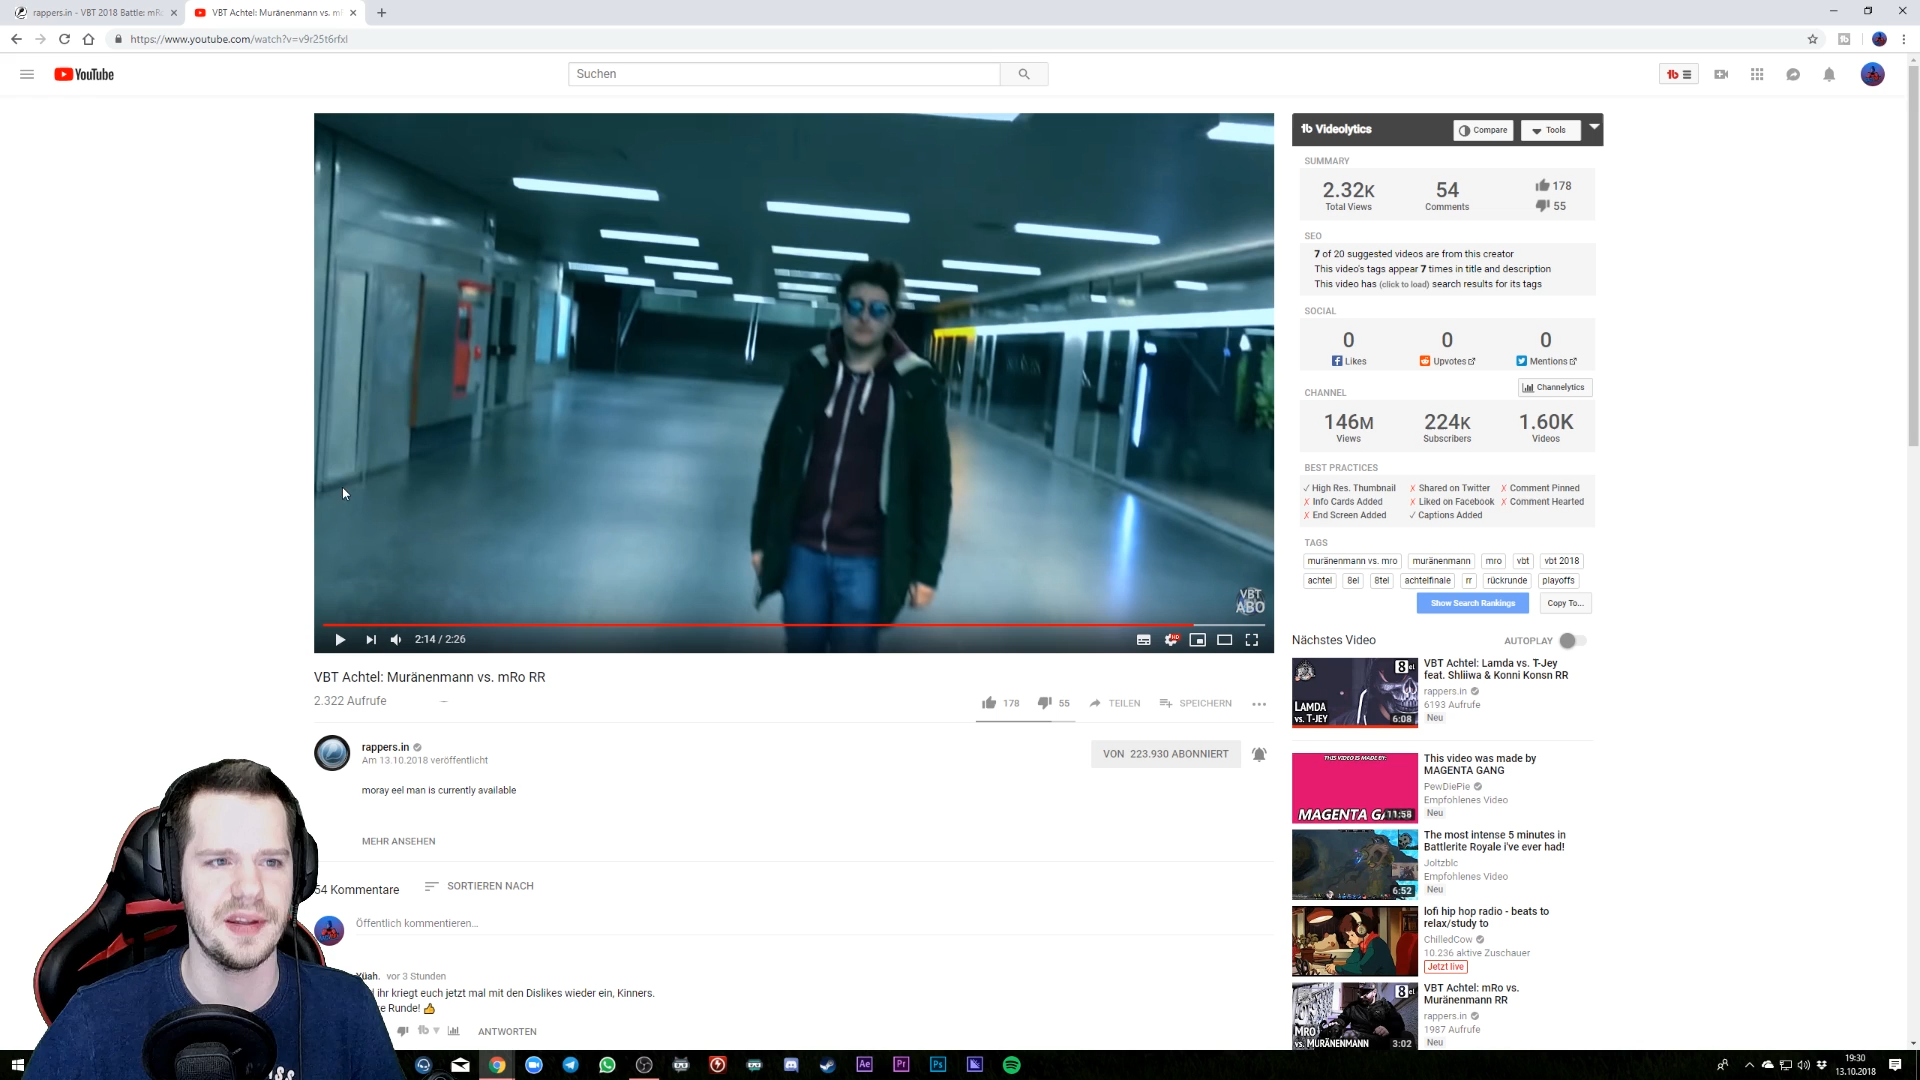 rappers.in - VBT 2018 Battle: mR
VBT Achtel: Muränenmann vs. m
https://www.youtube.com/watch?v=v9r25t6rfxI
YouTube
Suchen
VBT
ABO
2:14 / 2:26
VBT Achtel: Muränenmann vs. mRo RR
2.322 Aufrufe
178
55
TEILEN
SPEICHERN
rappers.in
Am 13.10.2018 veröffentlicht
VON 223.930 ABONNIERT
moray eel man is currently available
MEHR ANSEHEN
54 Kommentare
SORTIEREN NACH
Öffentlich kommentieren...
Xüah. vor 3 Stunden
ihr kriegt euch jetzt mal mit den Dislikes wieder ein, Kinners.
Runde! 👍
ANTWORTEN
Videolytics
Compare
Tools
SUMMARY
2.32K
Total Views
54
Comments
178
55
SEO
7 of 20 suggested videos are from this creator
This video's tags appear 7 times in title and description
This video has (click to load) search results for its tags
SOCIAL
0
Likes
0
Upvotes
0
Mentions
CHANNEL
Channelytics
146M
Views
224K
Subscribers
1.60K
Videos
BEST PRACTICES
✓ High Res. Thumbnail ✗ Shared on Twitter ✗ Comment Pinned
✗ Info Cards Added ✗ Liked on Facebook ✗ Comment Hearted
✗ End Screen Added ✓ Captions Added
TAGS
muränenmann vs. mro muränenmann mro vbt vbt 2018
achtel 8el 8tel achtelfinale rr rückrunde playoffs
Show Search Rankings
Copy To...
Nächstes Video
AUTOPLAY
8el
LAMDA
VS. T-JEY
6:08
VBT Achtel: Lamda vs. T-Jey
feat. Shliiwa & Konni Konsn RR
rappers.in
6193 Aufrufe
Neu
THIS VIDEO IS MADE BY:
MAGENTA GA
11:58
This video was made by
MAGENTA GANG
PewDiePie
Empfohlenes Video
Neu
6:52
The most intense 5 minutes in
Battlerite Royale i've ever had!
Joltzblc
Empfohlenes Video
Neu
lofi hip hop radio - beats to
relax/study to
ChilledCow
10.236 aktive Zuschauer
Jetzt live
8el
MRO
VS. MURÄNENMANN
3:02
VBT Achtel: mRo vs.
Muränenmann RR
rappers.in
1987 Aufrufe
Neu
Ae
Pr
Ps
19:30
13.10.2018